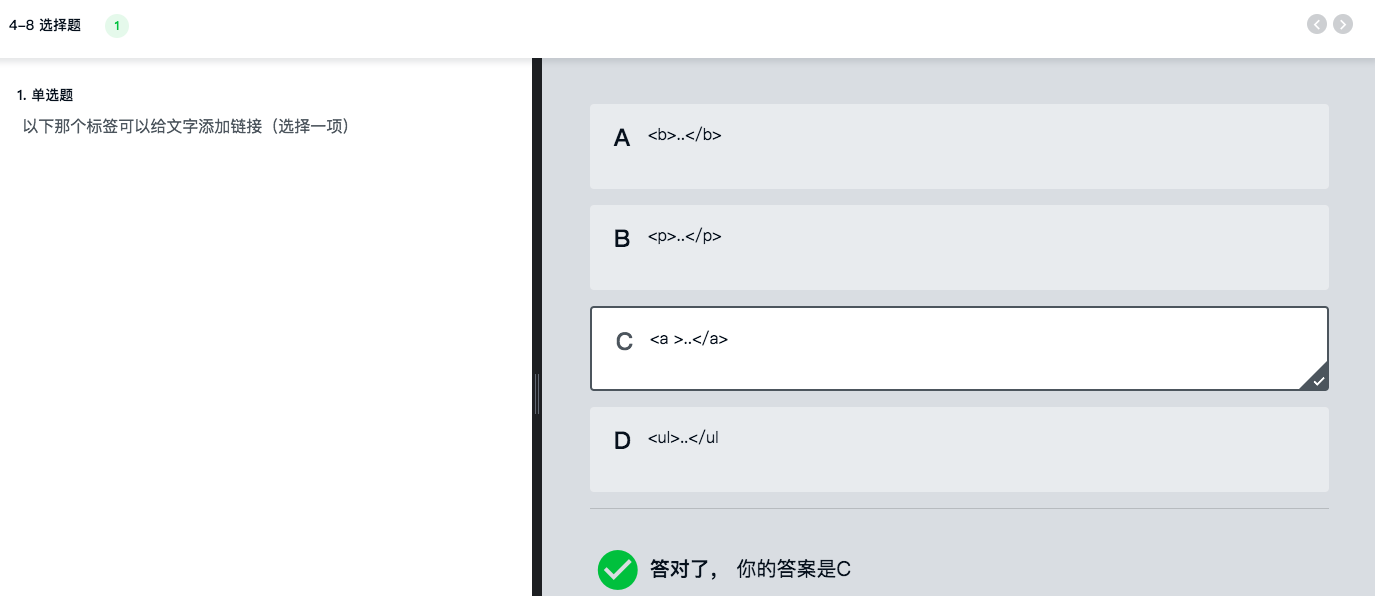 4-8 选择题 1
1. 单选题
以下那个标签可以给文字添加链接（选择一项）
A <b>..</b>
B <p>..</p>
C <a >..</a>
D <ul>..</ul
答对了， 你的答案是C